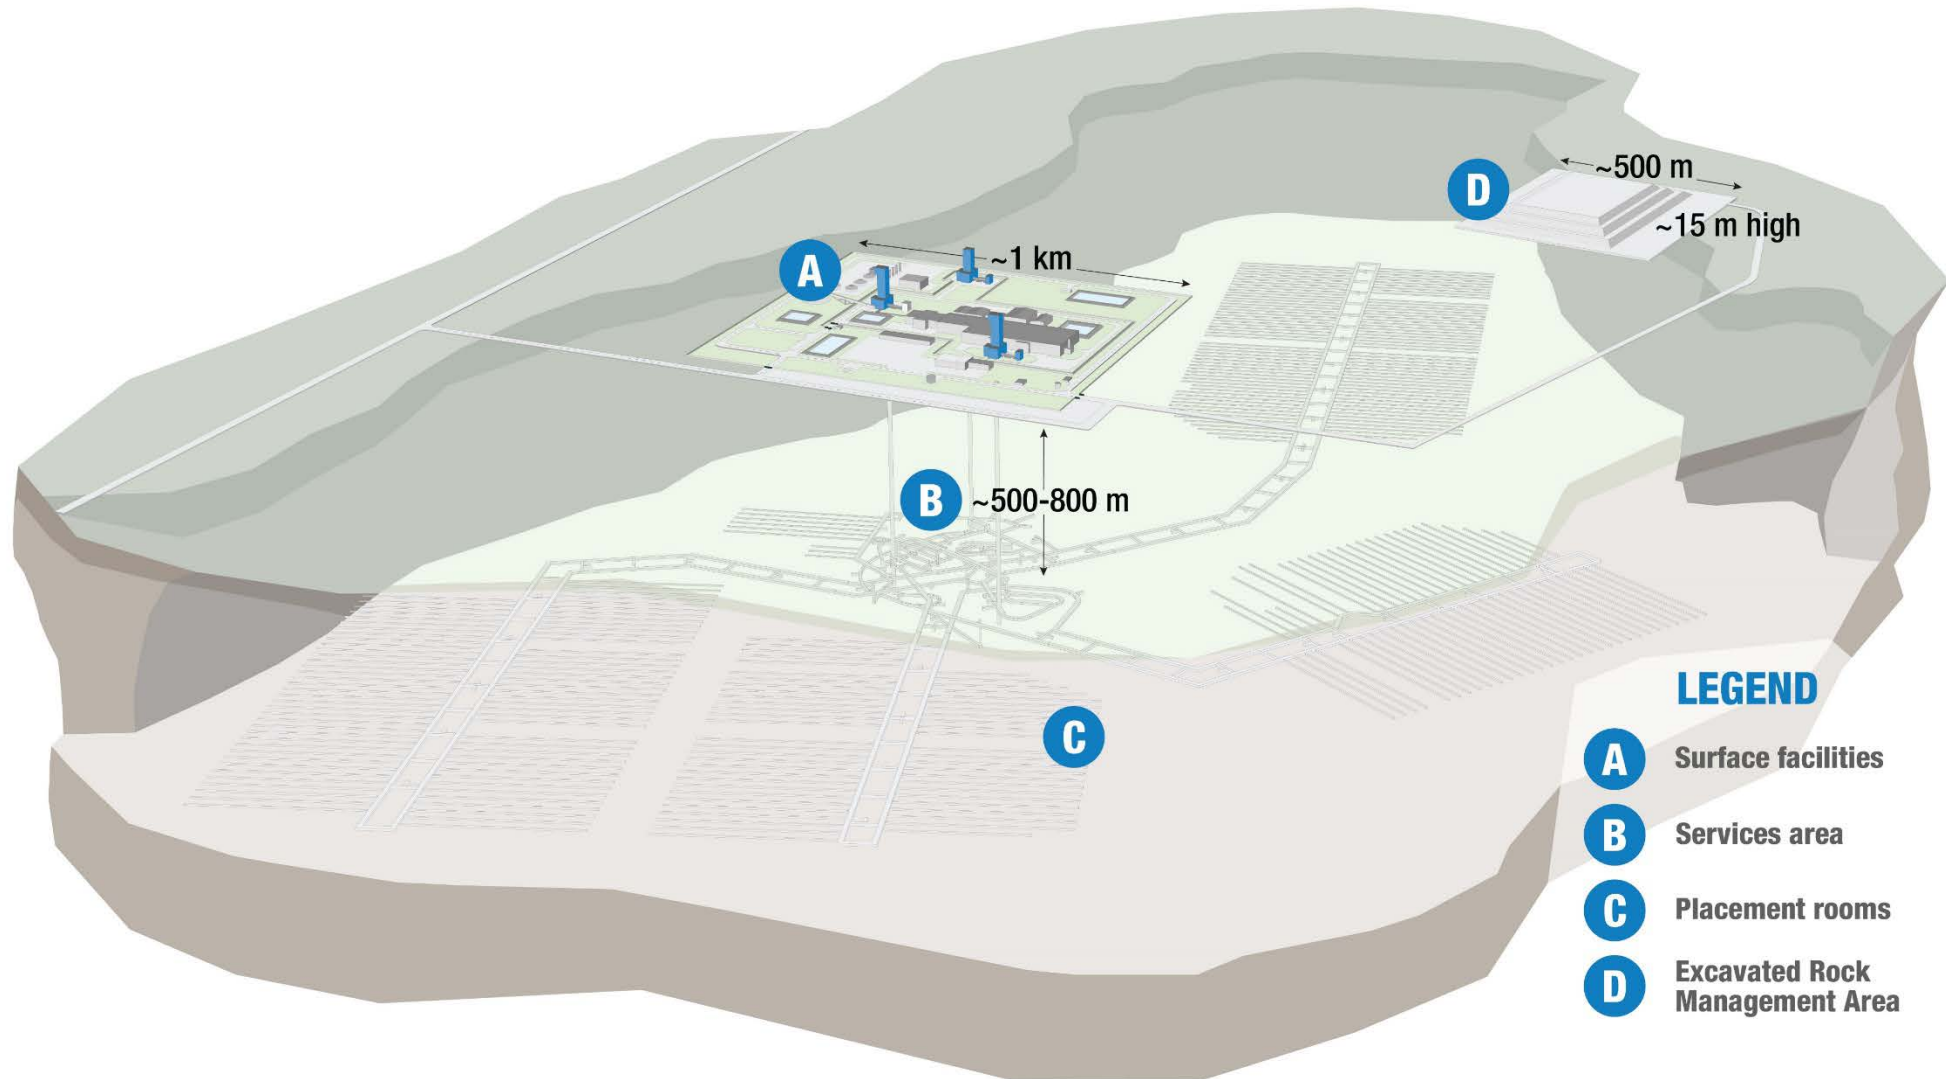 ~500 m
D
~15 m high
A
~1 km
B
~500-800 m
C
LEGEND
A Surface facilities
B Services area
C Placement rooms
D Excavated Rock
Management Area